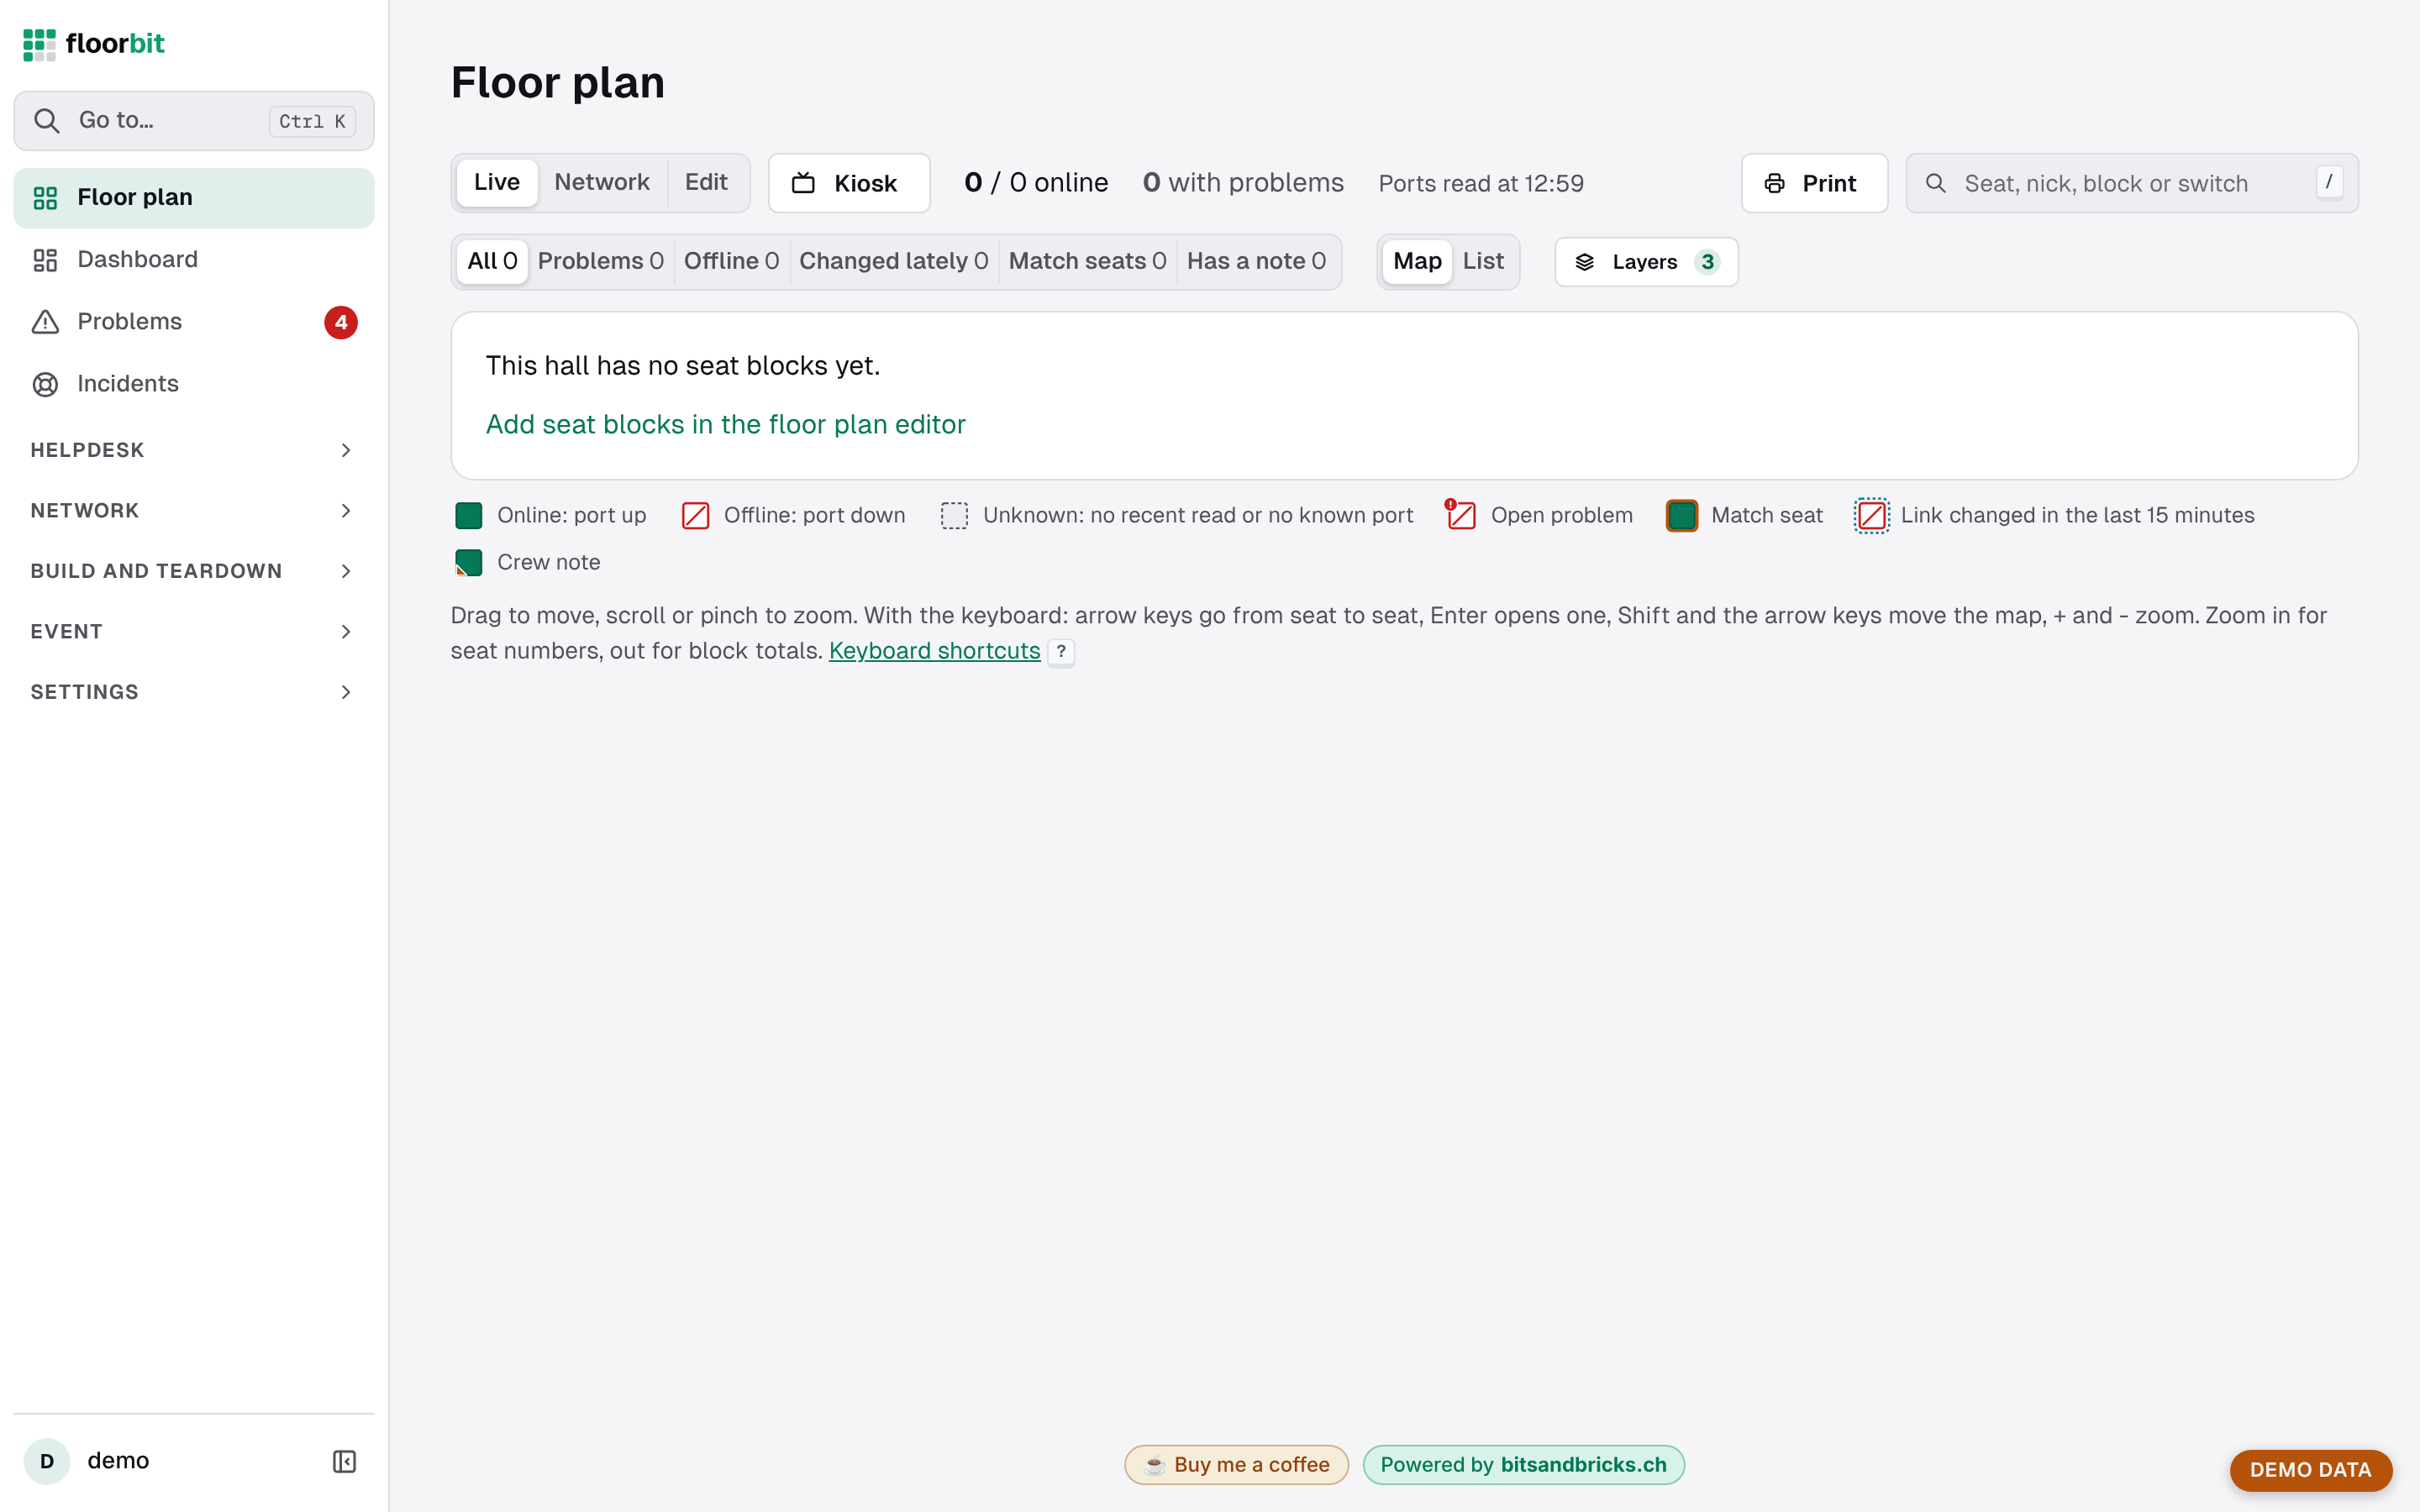 floorbit
Go to...
Ctrl K
Floor plan
Dashboard
Problems
4
Incidents
HELPDESK
NETWORK
BUILD AND TEARDOWN
EVENT
SETTINGS
D
demo
Floor plan
Live Network Edit
Kiosk
0 / 0 online
0 with problems
Ports read at 12:59
Print
Seat, nick, block or switch
/
All 0 Problems 0 Offline 0 Changed lately 0 Match seats 0 Has a note 0
Map List
Layers 3
This hall has no seat blocks yet.
Add seat blocks in the floor plan editor
Online: port up
Offline: port down
Unknown: no recent read or no known port
Open problem
Match seat
Link changed in the last 15 minutes
Crew note
Drag to move, scroll or pinch to zoom. With the keyboard: arrow keys go from seat to seat, Enter opens one, Shift and the arrow keys move the map, + and - zoom. Zoom in for
seat numbers, out for block totals. Keyboard shortcuts ?
Buy me a coffee
Powered by bitsandbricks.ch
DEMO DATA